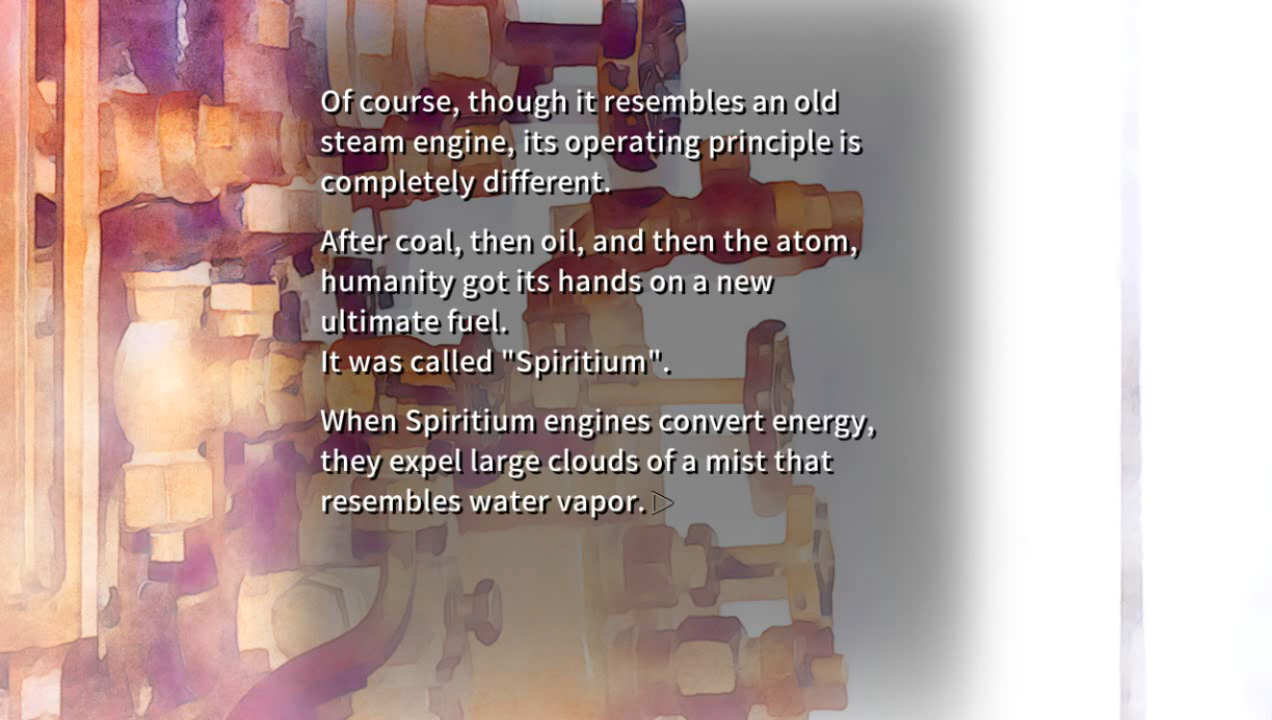 Of course, though it resembles an old
steam engine, its operating principle is
completely different.
After coal, then oil, and then the atom,
humanity got its hands on a new
ultimate fuel.
It was called "Spiritium".
When Spiritium engines convert energy,
they expel large clouds of a mist that
resembles water vapor.